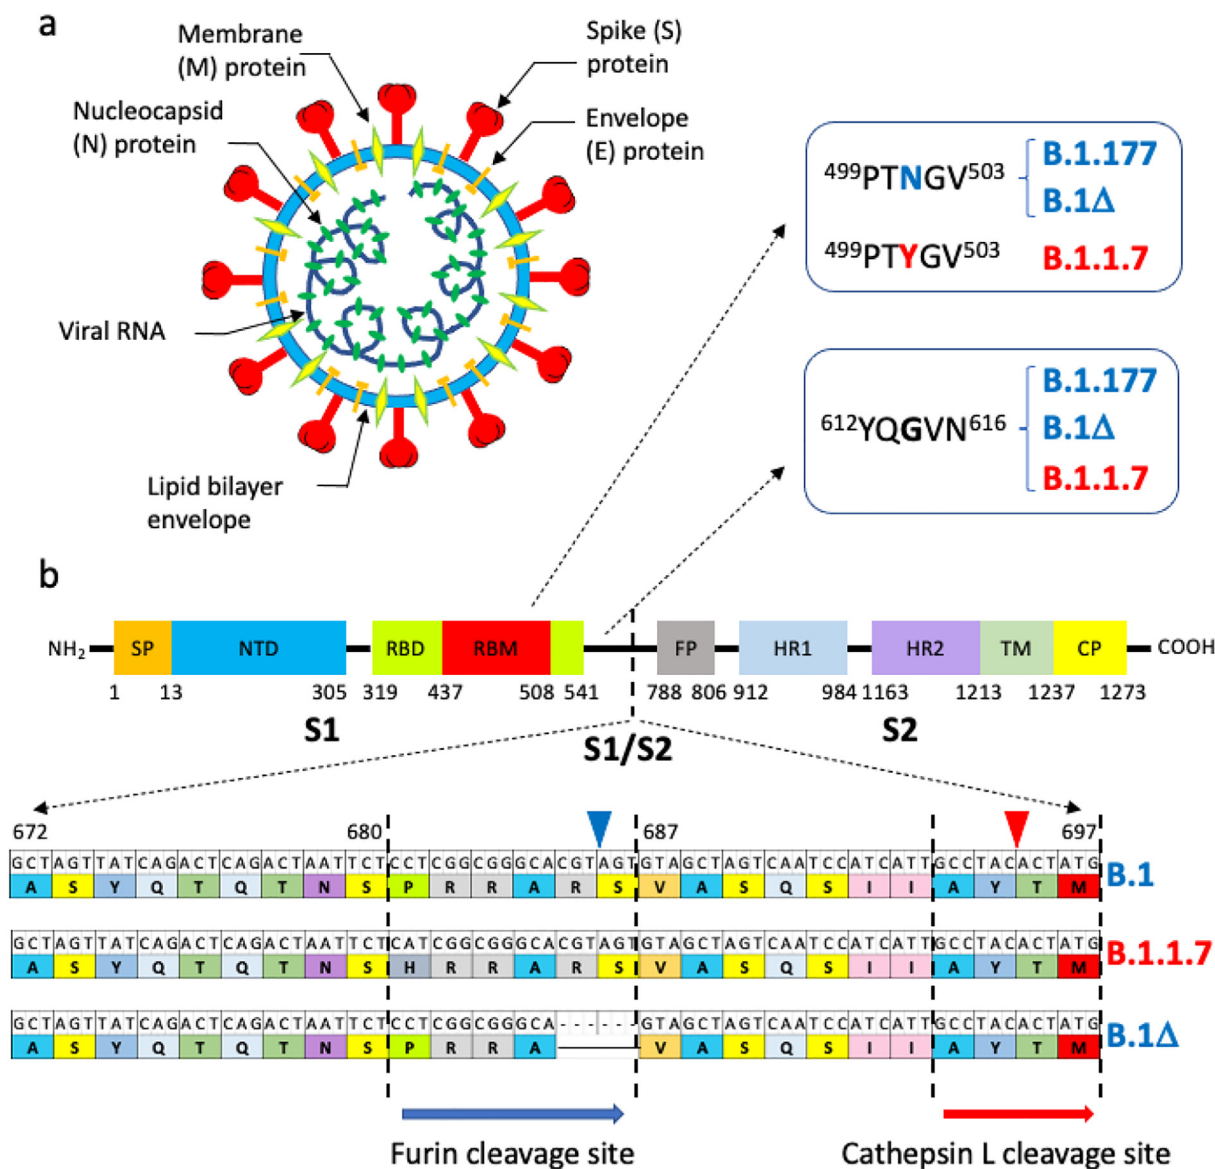 a
Membrane
(M) protein
Spike (S)
protein
Nucleocapsid
(N) protein
Envelope
(E) protein
Viral RNA
Lipid bilayer
envelope
499PTNGV503
B.1.177
B.1Δ
499PTYGV503
B.1.1.7
612YQGVN616
B.1.177
B.1Δ
B.1.1.7
b
NH2 SP NTD RBD RBM FP HR1 HR2 TM CP COOH
1 13 305 319 437 508 541 788 806 912 984 1163 1213 1237 1273
S1 S1/S2 S2
672 680 687 697
GCTAGTTATCAGACTCAGACTAATTCTCCTCGGCGGGCACGTAGTGTAGCTAGTCAATCCATCATTGCCTACACTATG
A S Y Q T Q T N S P R R A R S V A S Q S I I A Y T M
B.1
GCTAGTTATCAGACTCAGACTAATTCTCATCGGCGGGCACGTAGTGTAGCTAGTCAATCCATCATTGCCTACACTATG
A S Y Q T Q T N S H R R A R S V A S Q S I I A Y T M
B.1.1.7
GCTAGTTATCAGACTCAGACTAATTCTCCTCGGCGGGCA------GTAGCTAGTCAATCCATCATTGCCTACACTATG
A S Y Q T Q T N S P R R A V A S Q S I I A Y T M
B.1Δ
Furin cleavage site
Cathepsin L cleavage site